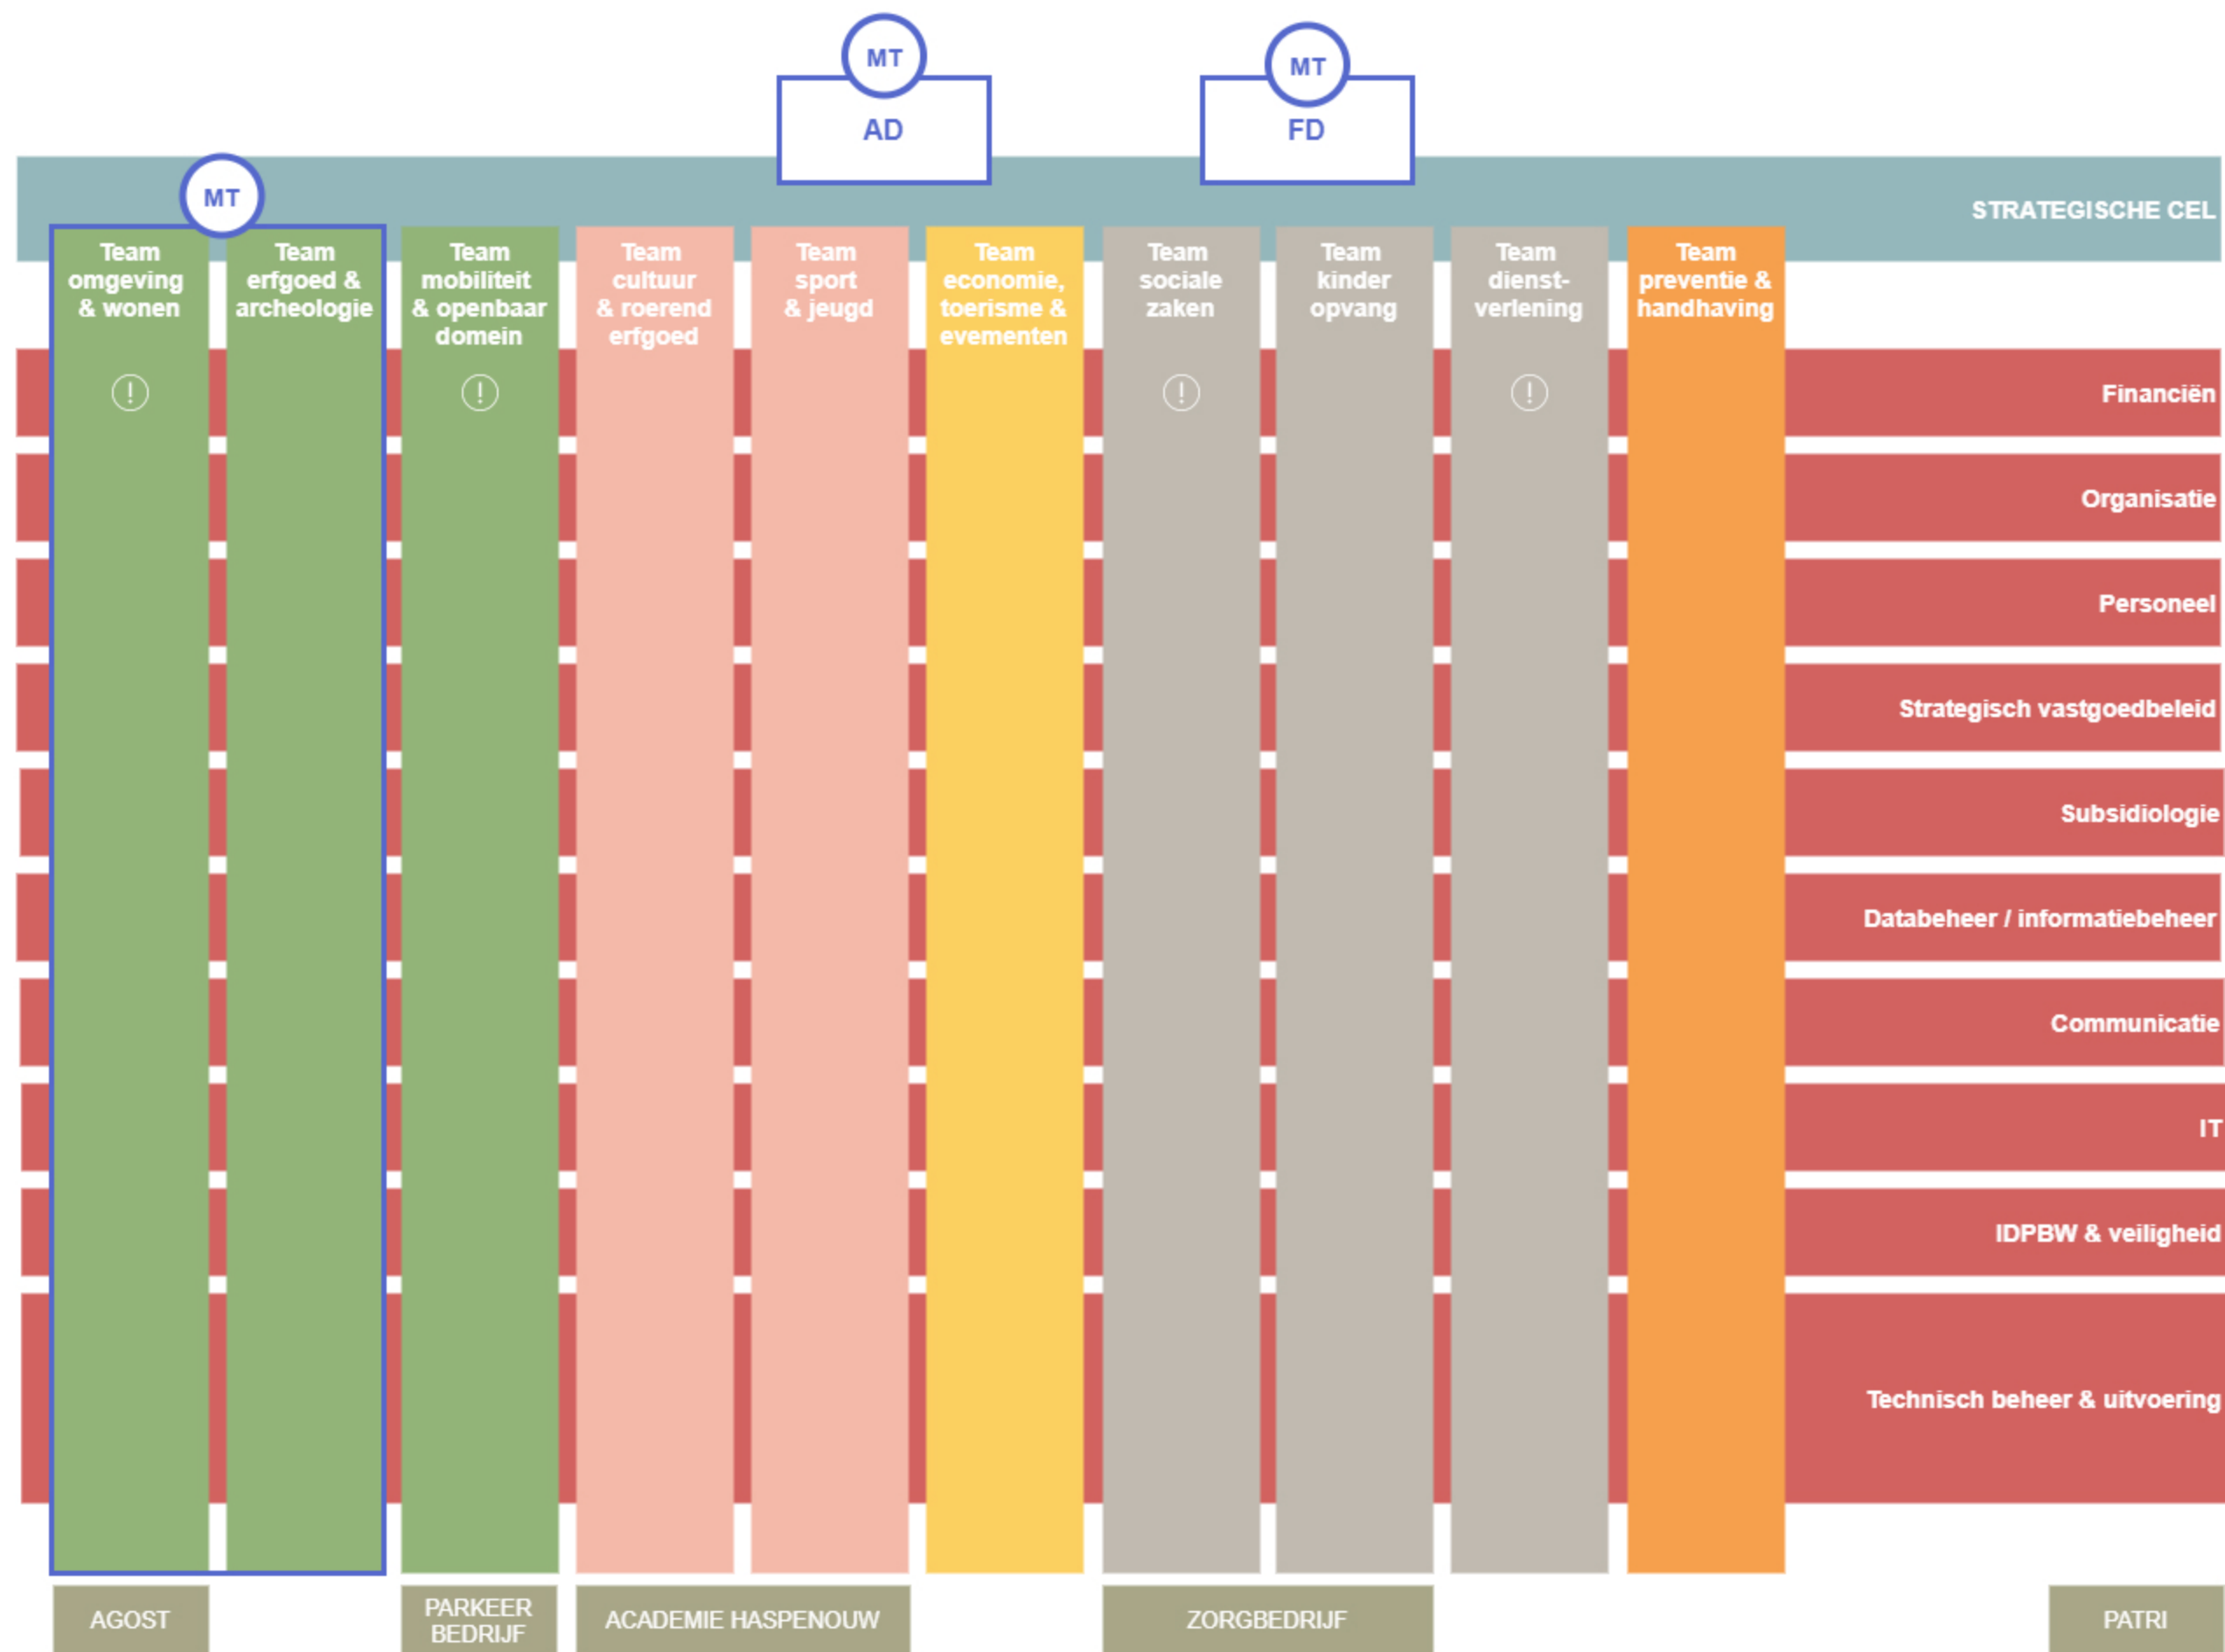 MT
MT
AD
FD
MT
STRATEGISCHE CEL
Team
omgeving
& wonen
Team
erfgoed &
archeologie
Team
mobiliteit
& openbaar
domein
Team
cultuur
& roerend
erfgoed
Team
sport
& jeugd
Team
economie,
toerisme &
evementen
Team
sociale
zaken
Team
kinder
opvang
Team
dienst-
verlening
Team
preventie &
handhaving
!
!
!
!
Financiën
Organisatie
Personeel
Strategisch vastgoedbeleid
Subsidiologie
Databeheer / informatiebeheer
Communicatie
IT
IDPBW & veiligheid
Technisch beheer & uitvoering
AGOST
PARKEER
BEDRIJF
ACADEMIE HASPENOUW
ZORGBEDRIJF
PATRI